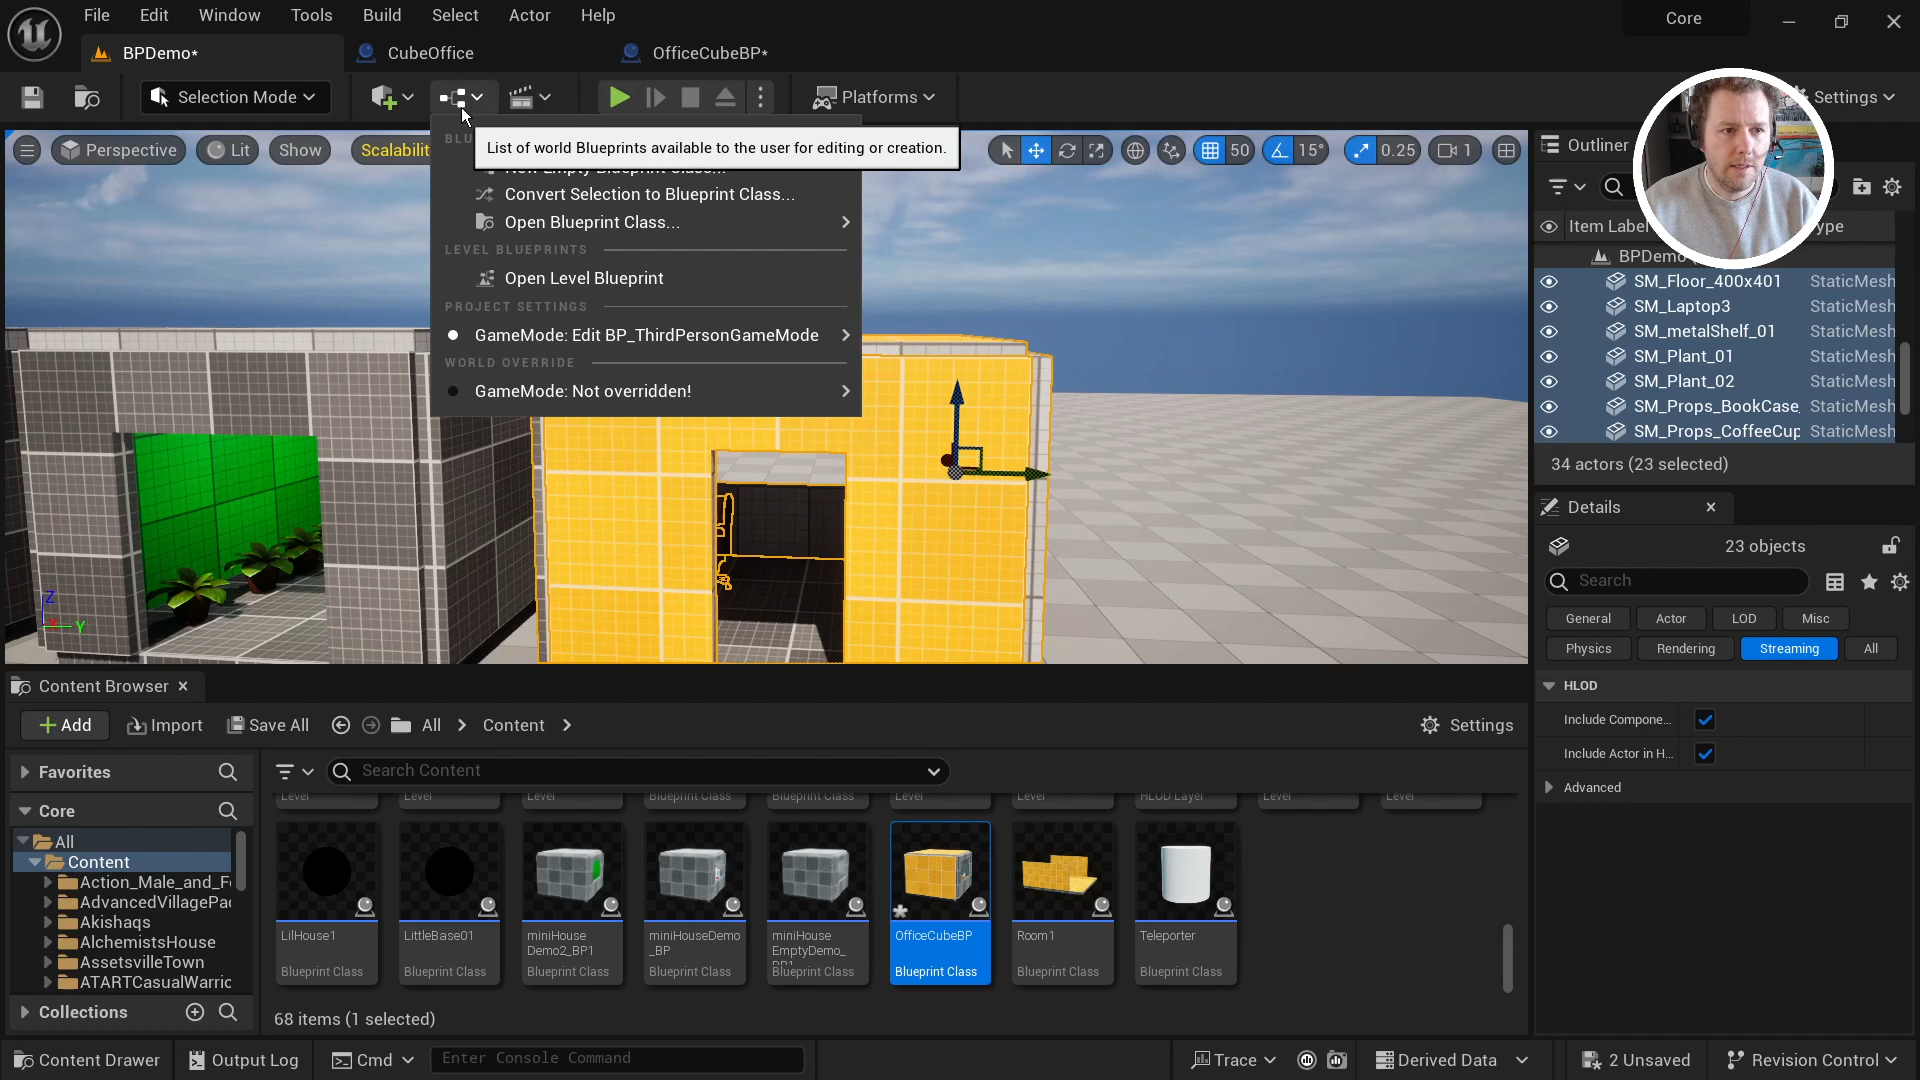 File Edit Window Tools Build Select Actor Help
Core
BPDemo* CubeOffice OfficeCubeBP*
Selection Mode Platforms Settings
Perspective Lit Show Scalabilit
50 15° 0.25 1
BLU
List of world Blueprints available to the user for editing or creation.
New Empty Blueprint Class...
Convert Selection to Blueprint Class...
Open Blueprint Class...
LEVEL BLUEPRINTS
Open Level Blueprint
PROJECT SETTINGS
GameMode: Edit BP_ThirdPersonGameMode
WORLD OVERRIDE
GameMode: Not overridden!
Z
Y
Outliner
Item Label ype
BPDemo
SM_Floor_400x401 StaticMesh
SM_Laptop3 StaticMesh
SM_metalShelf_01 StaticMesh
SM_Plant_01 StaticMesh
SM_Plant_02 StaticMesh
SM_Props_BookCase_ StaticMesh
SM_Props_CoffeeCup StaticMesh
34 actors (23 selected)
Details
23 objects
Search
General Actor LOD Misc
Physics Rendering Streaming All
HLOD
Include Compone...
Include Actor in H...
Advanced
Content Browser
Add Import Save All All Content Settings
Favorites
Search Content
Core
All
Content
Action_Male_and_Fe
AdvancedVillagePac
Akishaqs
AlchemistsHouse
AssetsvilleTown
ATARTCasualWarric
Collections
Level Level Level Blueprint Class Blueprint Class Level Level HLOD Layer Level Level
LilHouse1
Blueprint Class
LittleBase01
Blueprint Class
miniHouse
Demo2_BP1
Blueprint Class
miniHouseDemo
_BP
Blueprint Class
miniHouse
EmptyDemo_
BP1
Blueprint Class
OfficeCubeBP
Blueprint Class
Room1
Blueprint Class
Teleporter
Blueprint Class
68 items (1 selected)
Content Drawer Output Log Cmd Enter Console Command Trace Derived Data 2 Unsaved Revision Control